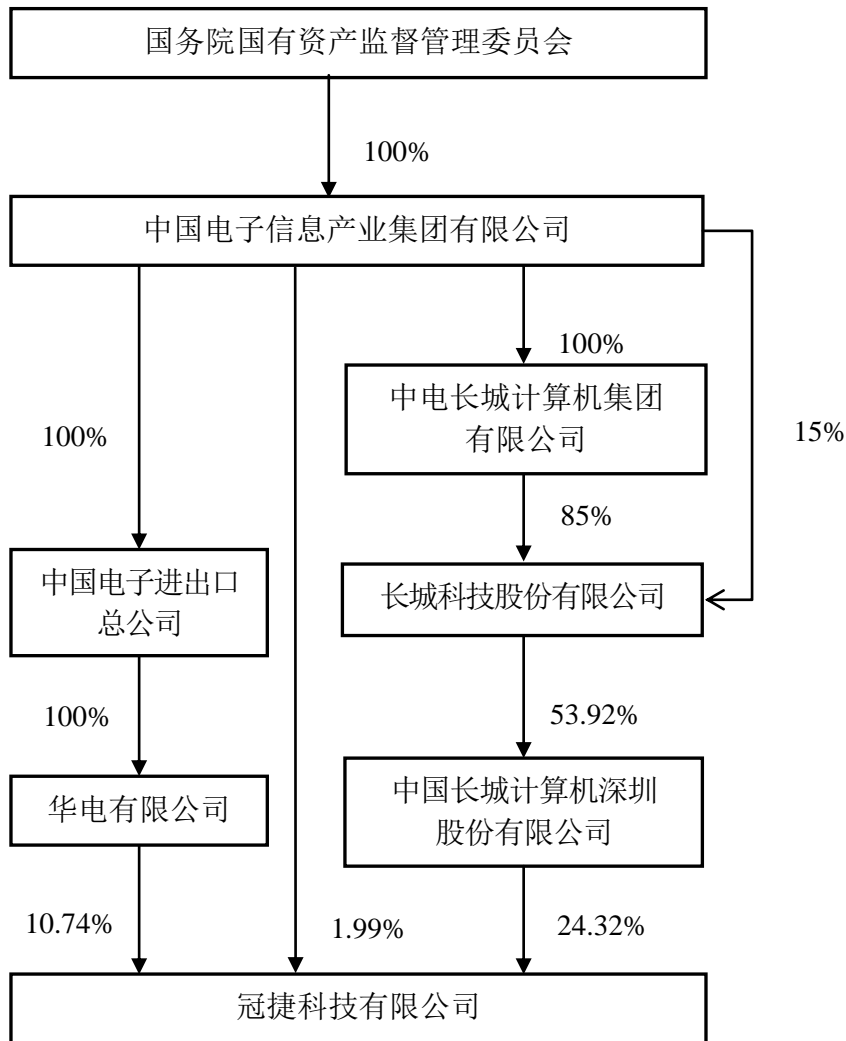 国务院国有资产监督管理委员会
100%
中国电子信息产业集团有限公司
100%
中电长城计算机集团
有限公司
100%
15%
85%
中国电子进出口
总公司
长城科技股份有限公司
100%
53.92%
华电有限公司
中国长城计算机深圳
股份有限公司
10.74%
1.99%
24.32%
冠捷科技有限公司